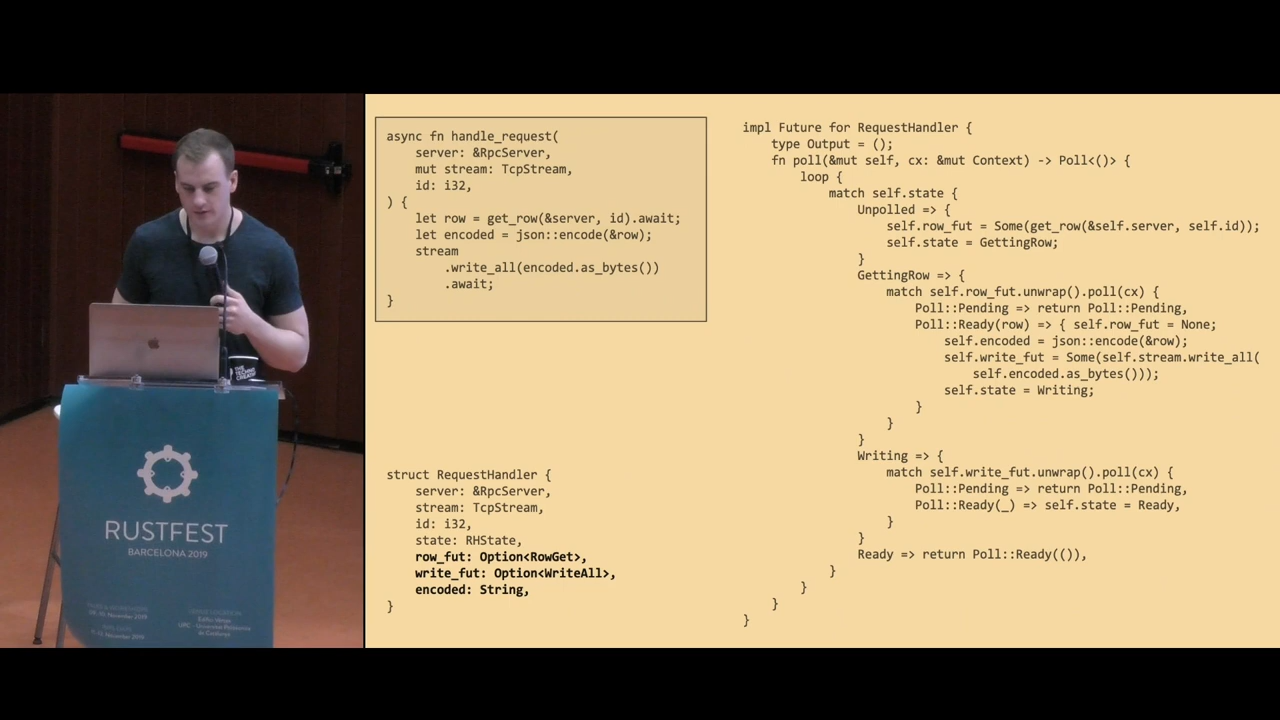 async fn handle_request(
    server: &RpcServer,
    mut stream: TcpStream,
    id: i32,
) {
    let row = get_row(&server, id).await;
    let encoded = json::encode(&row);
    stream
        .write_all(encoded.as_bytes())
        .await;
}
struct RequestHandler {
    server: &RpcServer,
    stream: TcpStream,
    id: i32,
    state: RHState,
    row_fut: Option<RowGet>,
    write_fut: Option<WriteAll>,
    encoded: String,
}
impl Future for RequestHandler {
    type Output = ();
    fn poll(&mut self, cx: &mut Context) -> Poll<()> {
        loop {
            match self.state {
                Unpolled => {
                    self.row_fut = Some(get_row(&self.server, self.id));
                    self.state = GettingRow;
                }
                GettingRow => {
                    match self.row_fut.unwrap().poll(cx) {
                        Poll::Pending => return Poll::Pending,
                        Poll::Ready(row) => { self.row_fut = None;
                            self.encoded = json::encode(&row);
                            self.write_fut = Some(self.stream.write_all(
                                self.encoded.as_bytes()));
                            self.state = Writing;
                        }
                    }
                }
                Writing => {
                    match self.write_fut.unwrap().poll(cx) {
                        Poll::Pending => return Poll::Pending,
                        Poll::Ready(_) => self.state = Ready,
                    }
                }
                Ready => return Poll::Ready(()),
            }
        }
    }
}
RUSTFEST
BARCELONA 2019